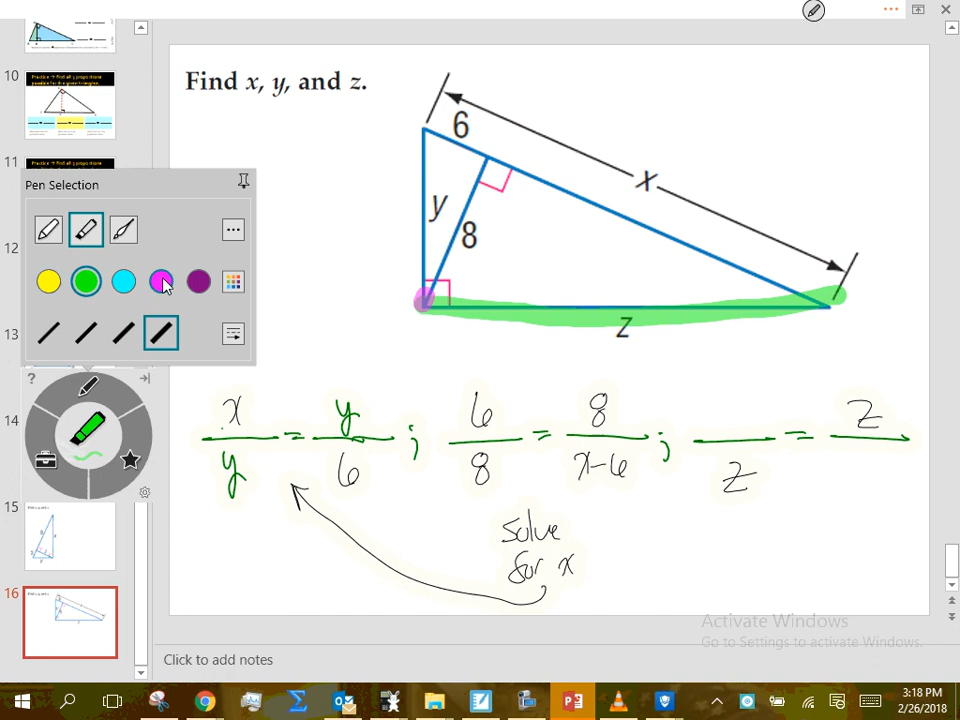 10
11
12
13
14
15
16
Pen Selection
?
Find x, y, and z.
6
x
y
8
z
x/y = y/6 ; 6/8 = 8/x-6 ; /z = z/
solve
for x
Activate Windows
Go to Settings to activate Windows.
Click to add notes
3:18 PM
2/26/2018